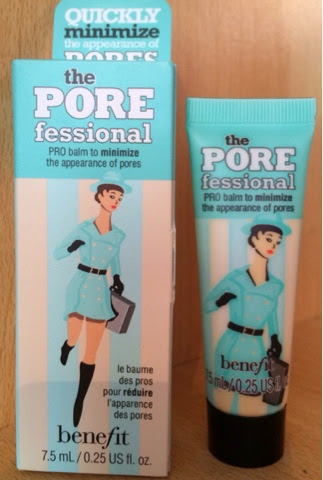 QUICKLY
minimize
the appearance of
PORES
the
PORE
fessional
PRO balm to minimize
the appearance of pores
le baume
des pros
pour réduire
l'apparence
des pores
benefit
7.5 mL / 0.25 US fl. oz.
the
PORE
fessional
PRO balm to minimize
the appearance of pores
benefit
7.5 mL / 0.25 US fl